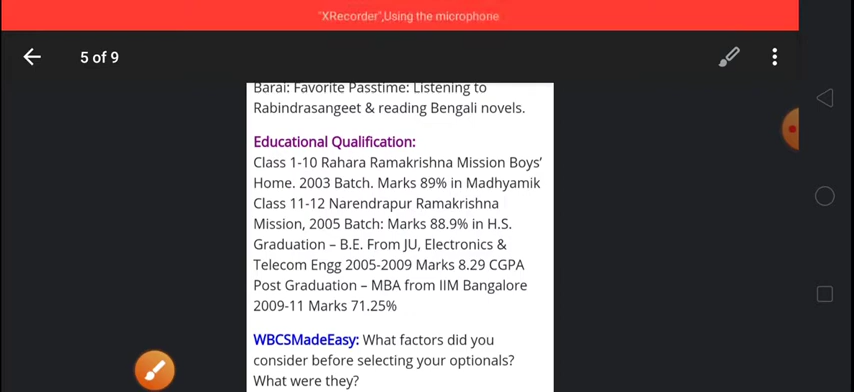 "XRecorder",Using the microphone
5 of 9
Barai: Favorite Passtime: Listening to
Rabindrasangeet & reading Bengali novels.
Educational Qualification:
Class 1-10 Rahara Ramakrishna Mission Boys’
Home. 2003 Batch. Marks 89% in Madhyamik
Class 11-12 Narendrapur Ramakrishna
Mission, 2005 Batch: Marks 88.9% in H.S.
Graduation – B.E. From JU, Electronics &
Telecom Engg 2005-2009 Marks 8.29 CGPA
Post Graduation – MBA from IIM Bangalore
2009-11 Marks 71.25%
WBCSMadeEasy: What factors did you
consider before selecting your optionals?
What were they?